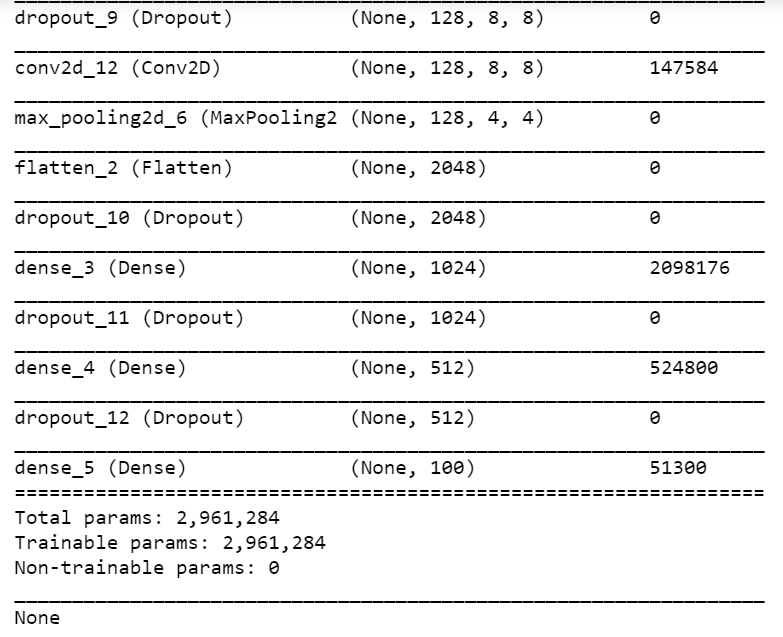 dropout_9 (Dropout) (None, 128, 8, 8) 0
conv2d_12 (Conv2D) (None, 128, 8, 8) 147584
max_pooling2d_6 (MaxPooling2 (None, 128, 4, 4) 0
flatten_2 (Flatten) (None, 2048) 0
dropout_10 (Dropout) (None, 2048) 0
dense_3 (Dense) (None, 1024) 2098176
dropout_11 (Dropout) (None, 1024) 0
dense_4 (Dense) (None, 512) 524800
dropout_12 (Dropout) (None, 512) 0
dense_5 (Dense) (None, 100) 51300
=================================================================
Total params: 2,961,284
Trainable params: 2,961,284
Non-trainable params: 0
None